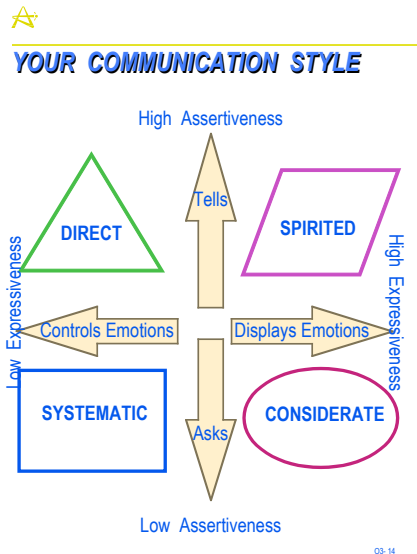 YOUR COMMUNICATION STYLE
High Assertiveness
Tells
DIRECT
SPIRITED
Low Expressiveness
High Expressiveness
Controls Emotions
Displays Emotions
SYSTEMATIC
CONSIDERATE
Asks
Low Assertiveness
O3- 14